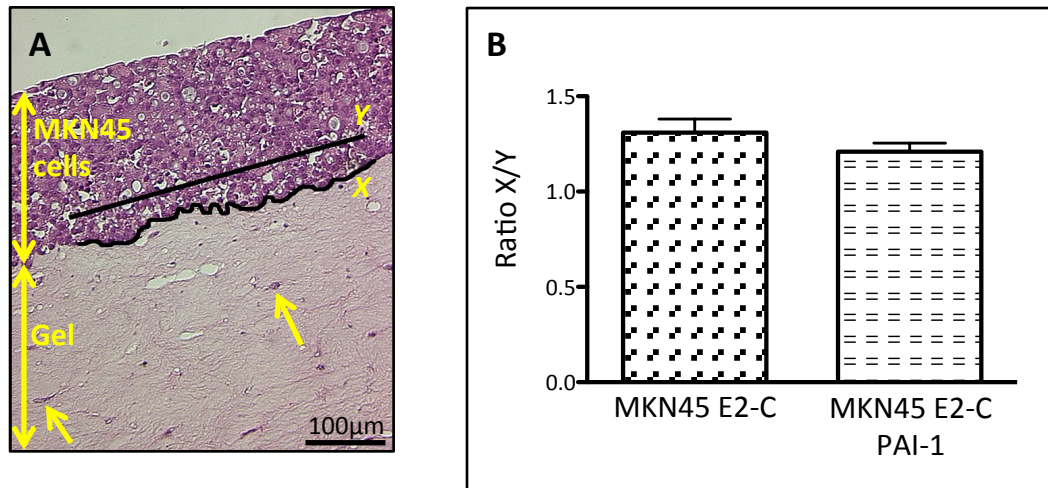 A
MKN45
cells
Y
X
Gel
100μm
B
Ratio X/Y
1.5
1.0
0.5
0.0
MKN45 E2-C
MKN45 E2-C
PAI-1